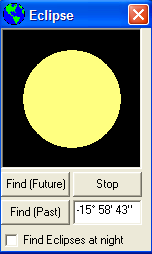 Eclipse
Find (Future) Stop
Find (Past) -15° 58' 43"
Find Eclipses at night